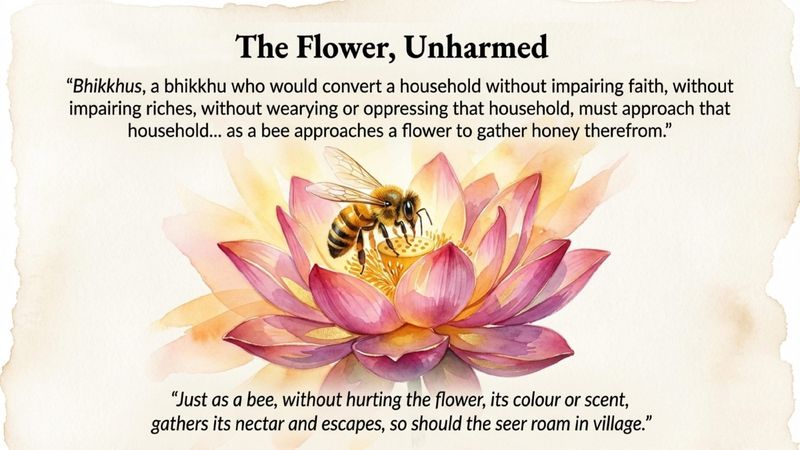 The Flower, Unharmed
“Bhikkhus, a bhikkhu who would convert a household without impairing faith, without
impairing riches, without wearying or oppressing that household, must approach that
household... as a bee approaches a flower to gather honey therefrom.”
“Just as a bee, without hurting the flower, its colour or scent,
gathers its nectar and escapes, so should the seer roam in village.”